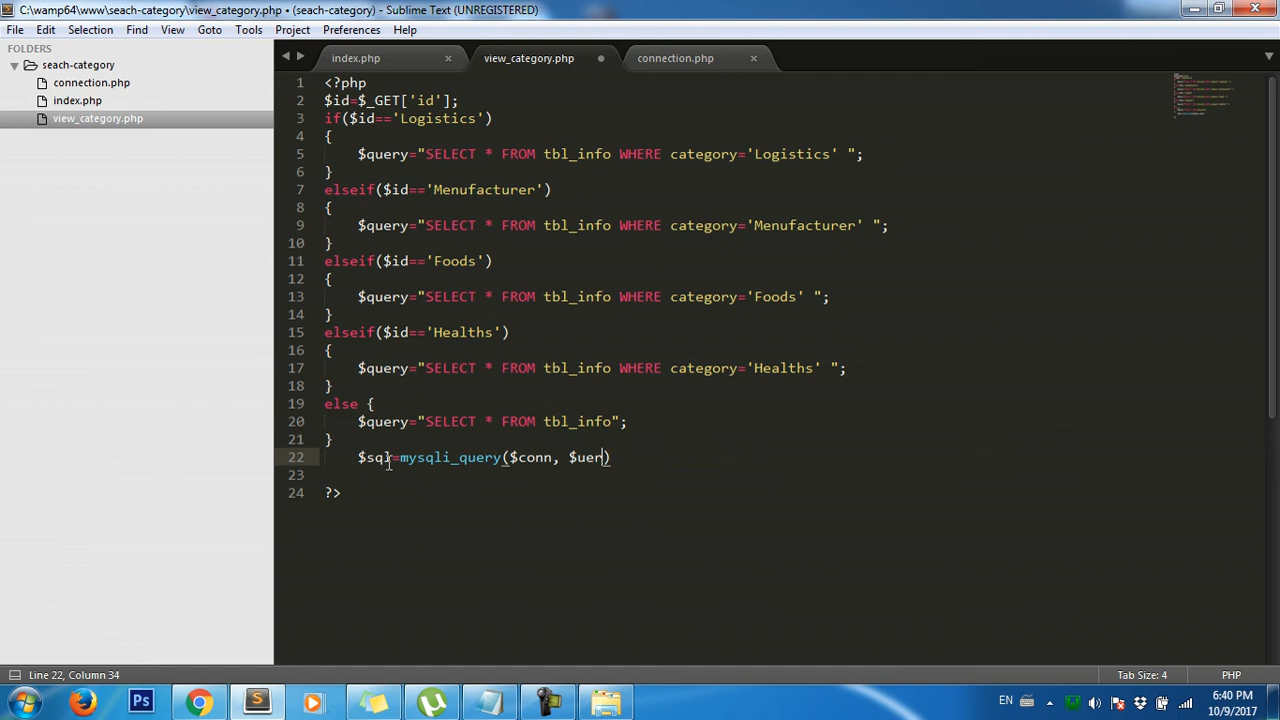 C:\wamp64\www\seach-category\view_category.php • (seach-category) - Sublime Text (UNREGISTERED)
File Edit Selection Find View Goto Tools Project Preferences Help
FOLDERS
seach-category
connection.php
index.php
view_category.php
index.php view_category.php connection.php
1 <?php
2 $id=$_GET['id'];
3 if($id=='Logistics')
4 {
5 $query="SELECT * FROM tbl_info WHERE category='Logistics' ";
6 }
7 elseif($id=='Menufacturer')
8 {
9 $query="SELECT * FROM tbl_info WHERE category='Menufacturer' ";
10 }
11 elseif($id=='Foods')
12 {
13 $query="SELECT * FROM tbl_info WHERE category='Foods' ";
14 }
15 elseif($id=='Healths')
16 {
17 $query="SELECT * FROM tbl_info WHERE category='Healths' ";
18 }
19 else {
20 $query="SELECT * FROM tbl_info";
21 }
22 $sql=mysqli_query($conn, $uer)
23
24 ?>
Line 22, Column 34 Tab Size: 4 PHP
Ps EN 6:40 PM
10/9/2017